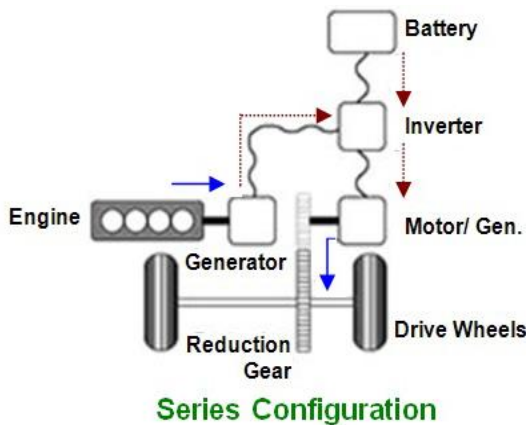 Battery
Inverter
Engine
Motor/ Gen.
Generator
Drive Wheels
Reduction
Gear
Series Configuration